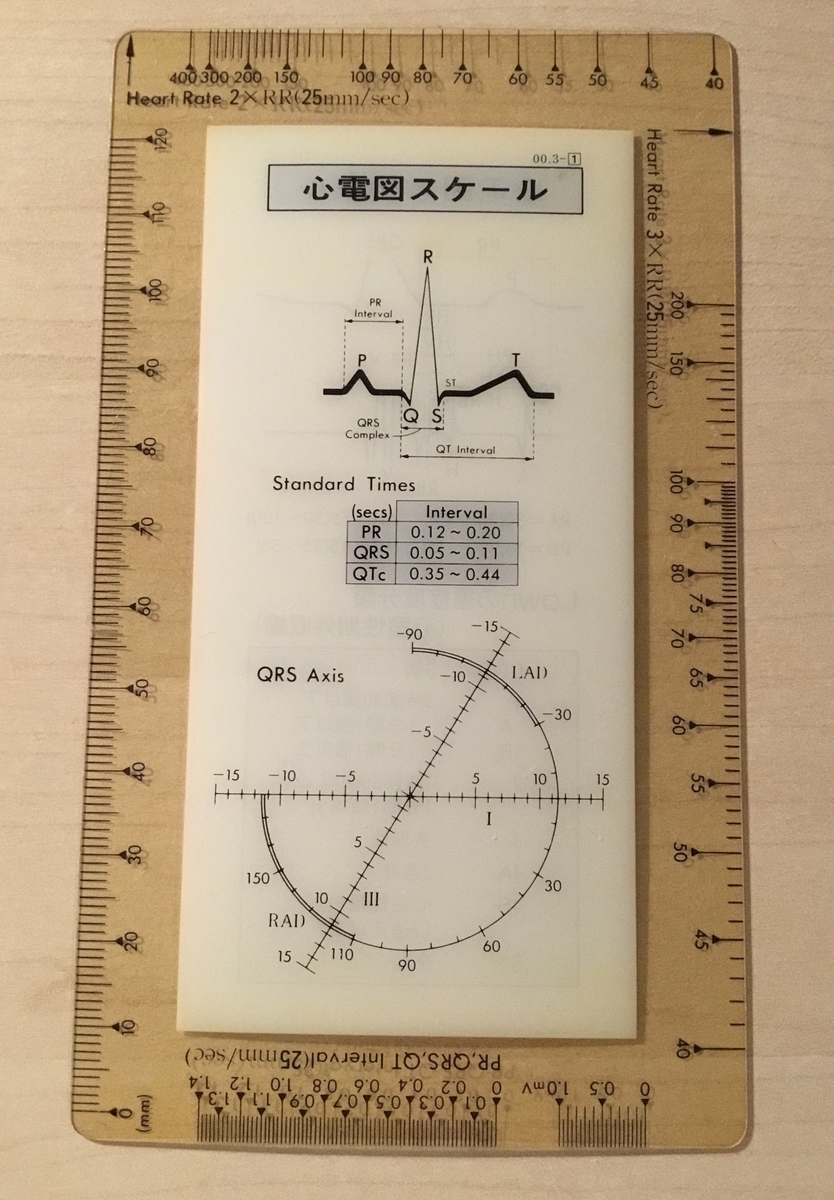 400 300 200 150 100 90 80 70 60 55 50 45 40
Heart Rate 2×RR(25mm/sec)
120
110
100
90
80
70
60
50
40
30
20
10
0
(mm)
Heart Rate 3×RR(25mm/sec)
200
150
100
90
80
75
70
65
60
55
50
45
40
00.3-1
心電図スケール
R
PR
Interval
P
T
ST
Q S
QRS
Complex
QT Interval
Standard Times
(secs) Interval
PR 0.12~0.20
QRS 0.05~0.11
QTc 0.35~0.44
QRS Axis
-90
-15
-10
LAD
-30
-5
-15 -10 -5 5 10 15
I
5
30
150
10
III
RAD
15
110
90
60
PR,QRS,QT Interval(25mm/sec)
0 0.1 0.2 0.3 0.4 0.5 0.6 0.7 0.8 0.9 1.0 1.1 1.2 1.3 1.4
0 0.5 1.0mV